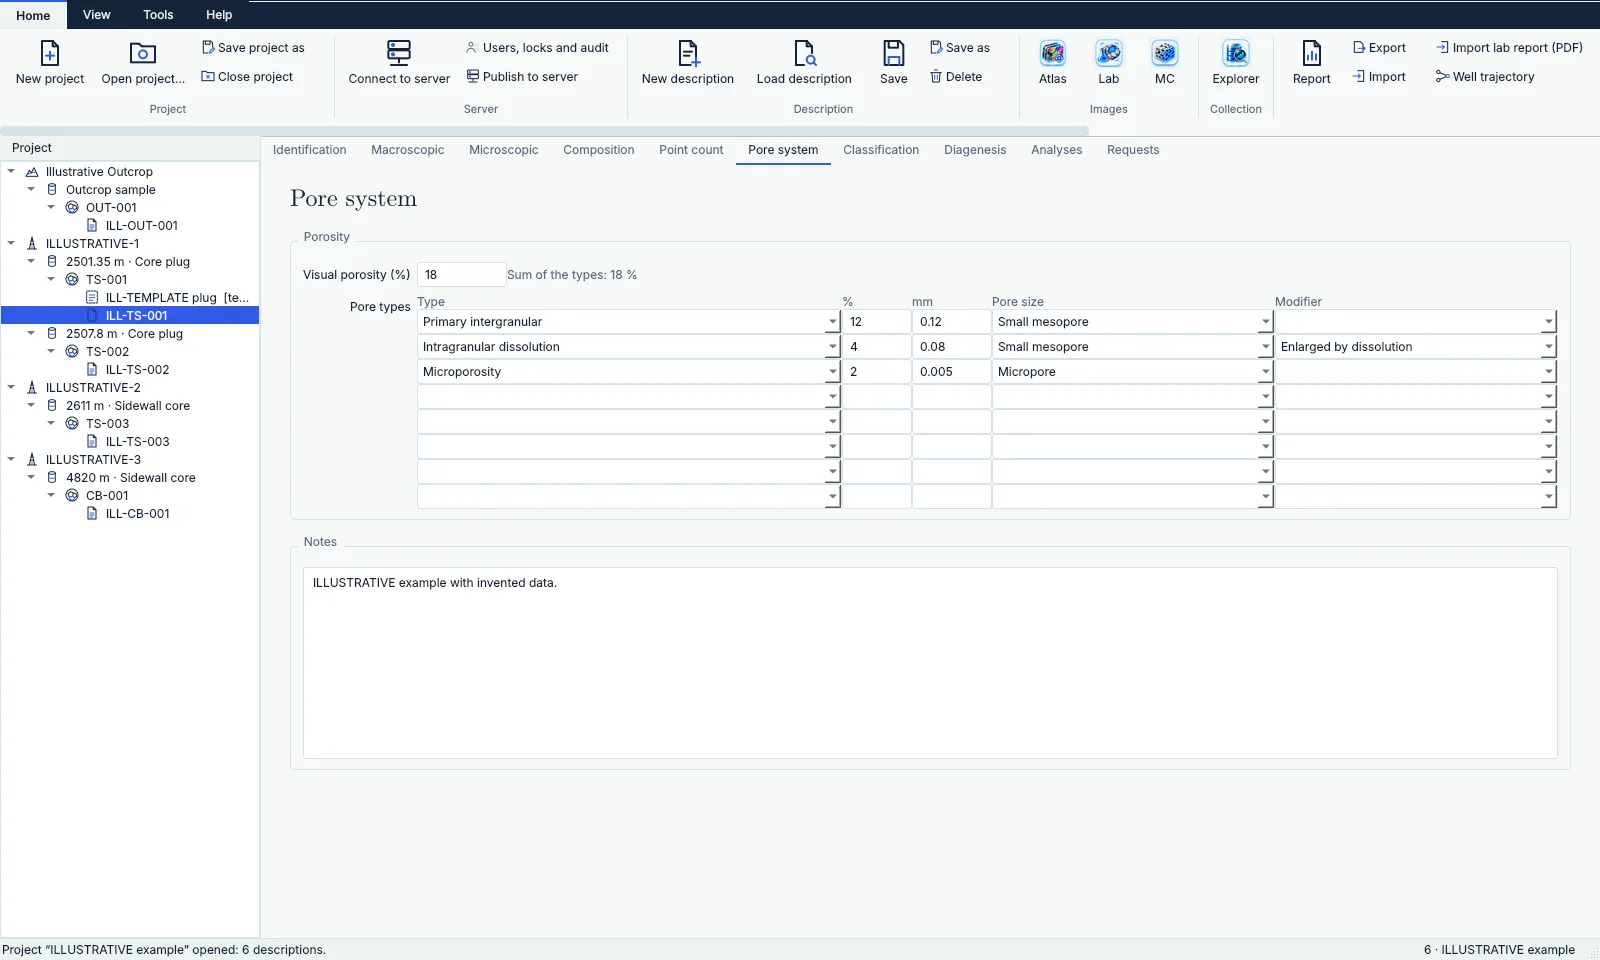 Home View Tools Help
New project Open project... Save project as Close project
Project
Connect to server Users, locks and audit Publish to server
Server
New description Load description Save Save as Delete
Description
Atlas Lab MC
Images
Explorer
Collection
Report Export Import Import lab report (PDF) Well trajectory
Project
Illustrative Outcrop
Outcrop sample
OUT-001
ILL-OUT-001
ILLUSTRATIVE-1
2501.35 m · Core plug
TS-001
ILL-TEMPLATE plug [te...
ILL-TS-001
2507.8 m · Core plug
TS-002
ILL-TS-002
ILLUSTRATIVE-2
2611 m · Sidewall core
TS-003
ILL-TS-003
ILLUSTRATIVE-3
4820 m · Sidewall core
CB-001
ILL-CB-001
Identification Macroscopic Microscopic Composition Point count Pore system Classification Diagenesis Analyses Requests
Pore system
Porosity
Visual porosity (%) 18 Sum of the types: 18 %
Pore types Type % mm Pore size Modifier
Primary intergranular 12 0.12 Small mesopore
Intragranular dissolution 4 0.08 Small mesopore Enlarged by dissolution
Microporosity 2 0.005 Micropore
Notes
ILLUSTRATIVE example with invented data.
Project “ILLUSTRATIVE example” opened: 6 descriptions.
6 · ILLUSTRATIVE example